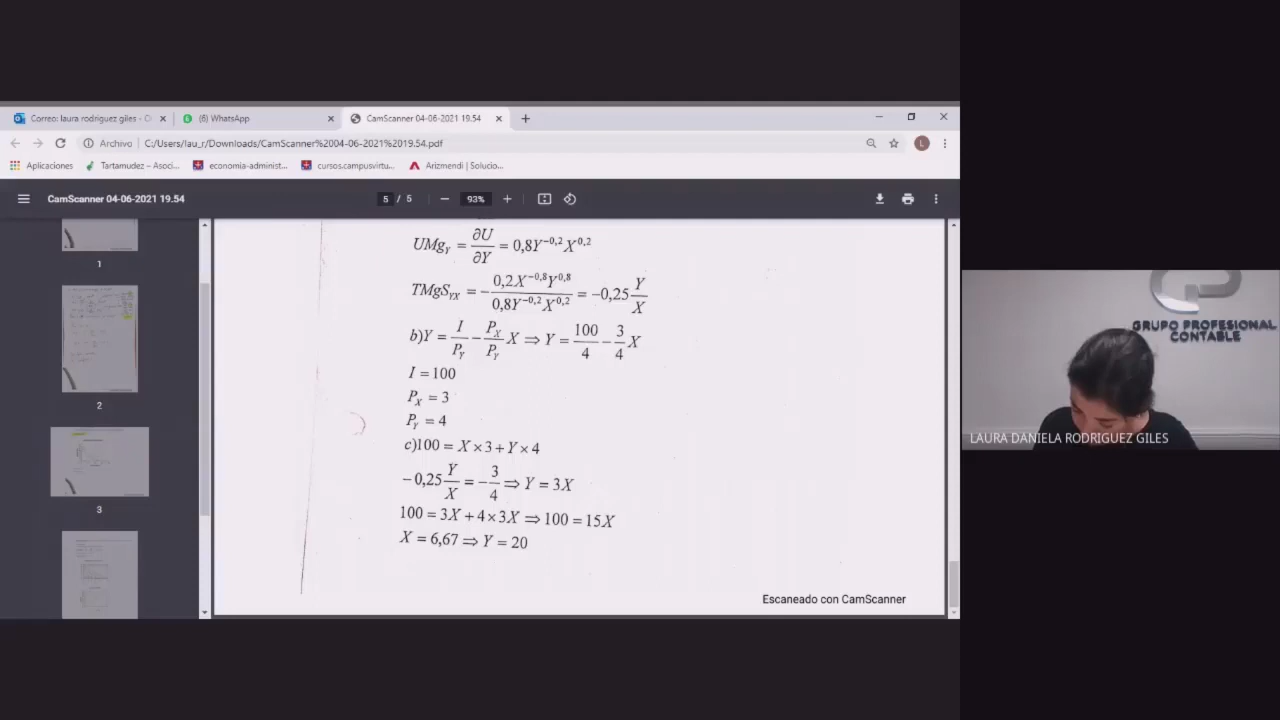 Correo: laura rodriguez giles - O
(6) WhatsApp
CamScanner 04-06-2021 19.54
Archivo
C:/Users/lau_r/Downloads/CamScanner%2004-06-2021%2019.54.pdf
L
Aplicaciones
Tartamudez – Asoci...
economia-administ...
cursos.campusvirtu...
Arizmendi | Solucio...
CamScanner 04-06-2021 19.54
5 / 5
93%
1
2
3
UMg_Y = ∂U/∂Y = 0,8Y^{-0,2}X^{0,2}
TMgS_{YX} = -0,2X^{-0,8}Y^{0,8}/0,8Y^{-0,2}X^{0,2} = -0,25 Y/X
b)Y = I/P_Y - P_X/P_Y X ⇒ Y = 100/4 - 3/4 X
I = 100
P_X = 3
P_Y = 4
c)100 = X × 3 + Y × 4
-0,25 Y/X = -3/4 ⇒ Y = 3X
100 = 3X + 4 × 3X ⇒ 100 = 15X
X = 6,67 ⇒ Y = 20
Escaneado con CamScanner
GRUPO PROFESIONAL
CONTABLE
LAURA DANIELA RODRIGUEZ GILES